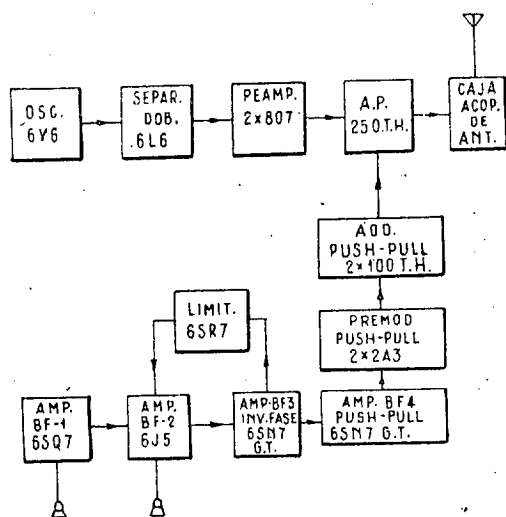 OSC.
6V6
SEPAR.
DOB.
6L6
PEAMP.
2×807
A.P.
250.T.H.
CAJA
ACOP.
DE
ANT.
ADD.
PUSH-PULL
2×100 T.H.
LIMIT.
6SR7
PREMOD
PUSH-PULL
2×2A3
AMP.
BF-1
6SQ7
AMP.
BF-2
6J5
AMP-BF3
INV.FASE
6SN7
G.T.
AMP. BF4
PUSH-PULL
6SN7 G.T.